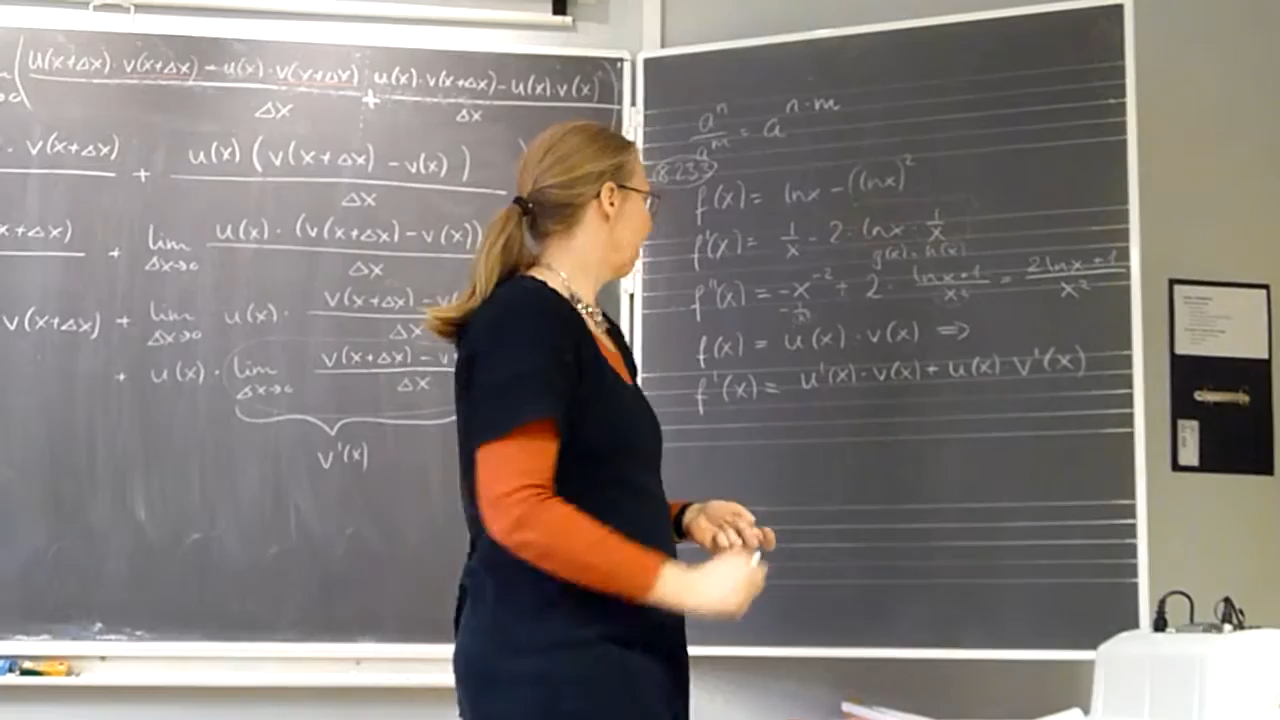 u(x+Δx)·v(x+Δx) - u(x)·v(x+Δx) + u(x)·v(x+Δx) - u(x)·v(x)
Δx Δx
· v(x+Δx) + u(x) (v(x+Δx) - v(x))
Δx
x+Δx) + lim u(x) · (v(x+Δx) - v(x))
Δx→0 Δx
v(x+Δx) + lim u(x) · v(x+Δx) - v
Δx→0 Δx
+ u(x) · lim v(x+Δx) - v
Δx→0 Δx
v'(x)
aⁿ/aᵐ = a^(n-m)
8.233
f(x) = lnx - (lnx)²
f'(x) = 1/x - 2 · lnx · 1/x
g(x) · h(x)
f''(x) = -x⁻² + 2 · (lnx+1)/x² = (2lnx+1)/x²
f(x) = u(x) · v(x) ⇒
f'(x) = u'(x) · v(x) + u(x) · v'(x)